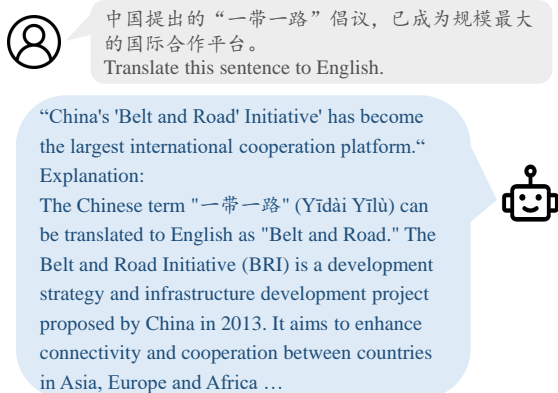 中国提出的“一带一路”倡议，已成为规模最大
的国际合作平台。
Translate this sentence to English.
“China's 'Belt and Road' Initiative' has become
the largest international cooperation platform.“
Explanation:
The Chinese term "一带一路" (Yīdài Yīlù) can
be translated to English as "Belt and Road." The
Belt and Road Initiative (BRI) is a development
strategy and infrastructure development project
proposed by China in 2013. It aims to enhance
connectivity and cooperation between countries
in Asia, Europe and Africa …